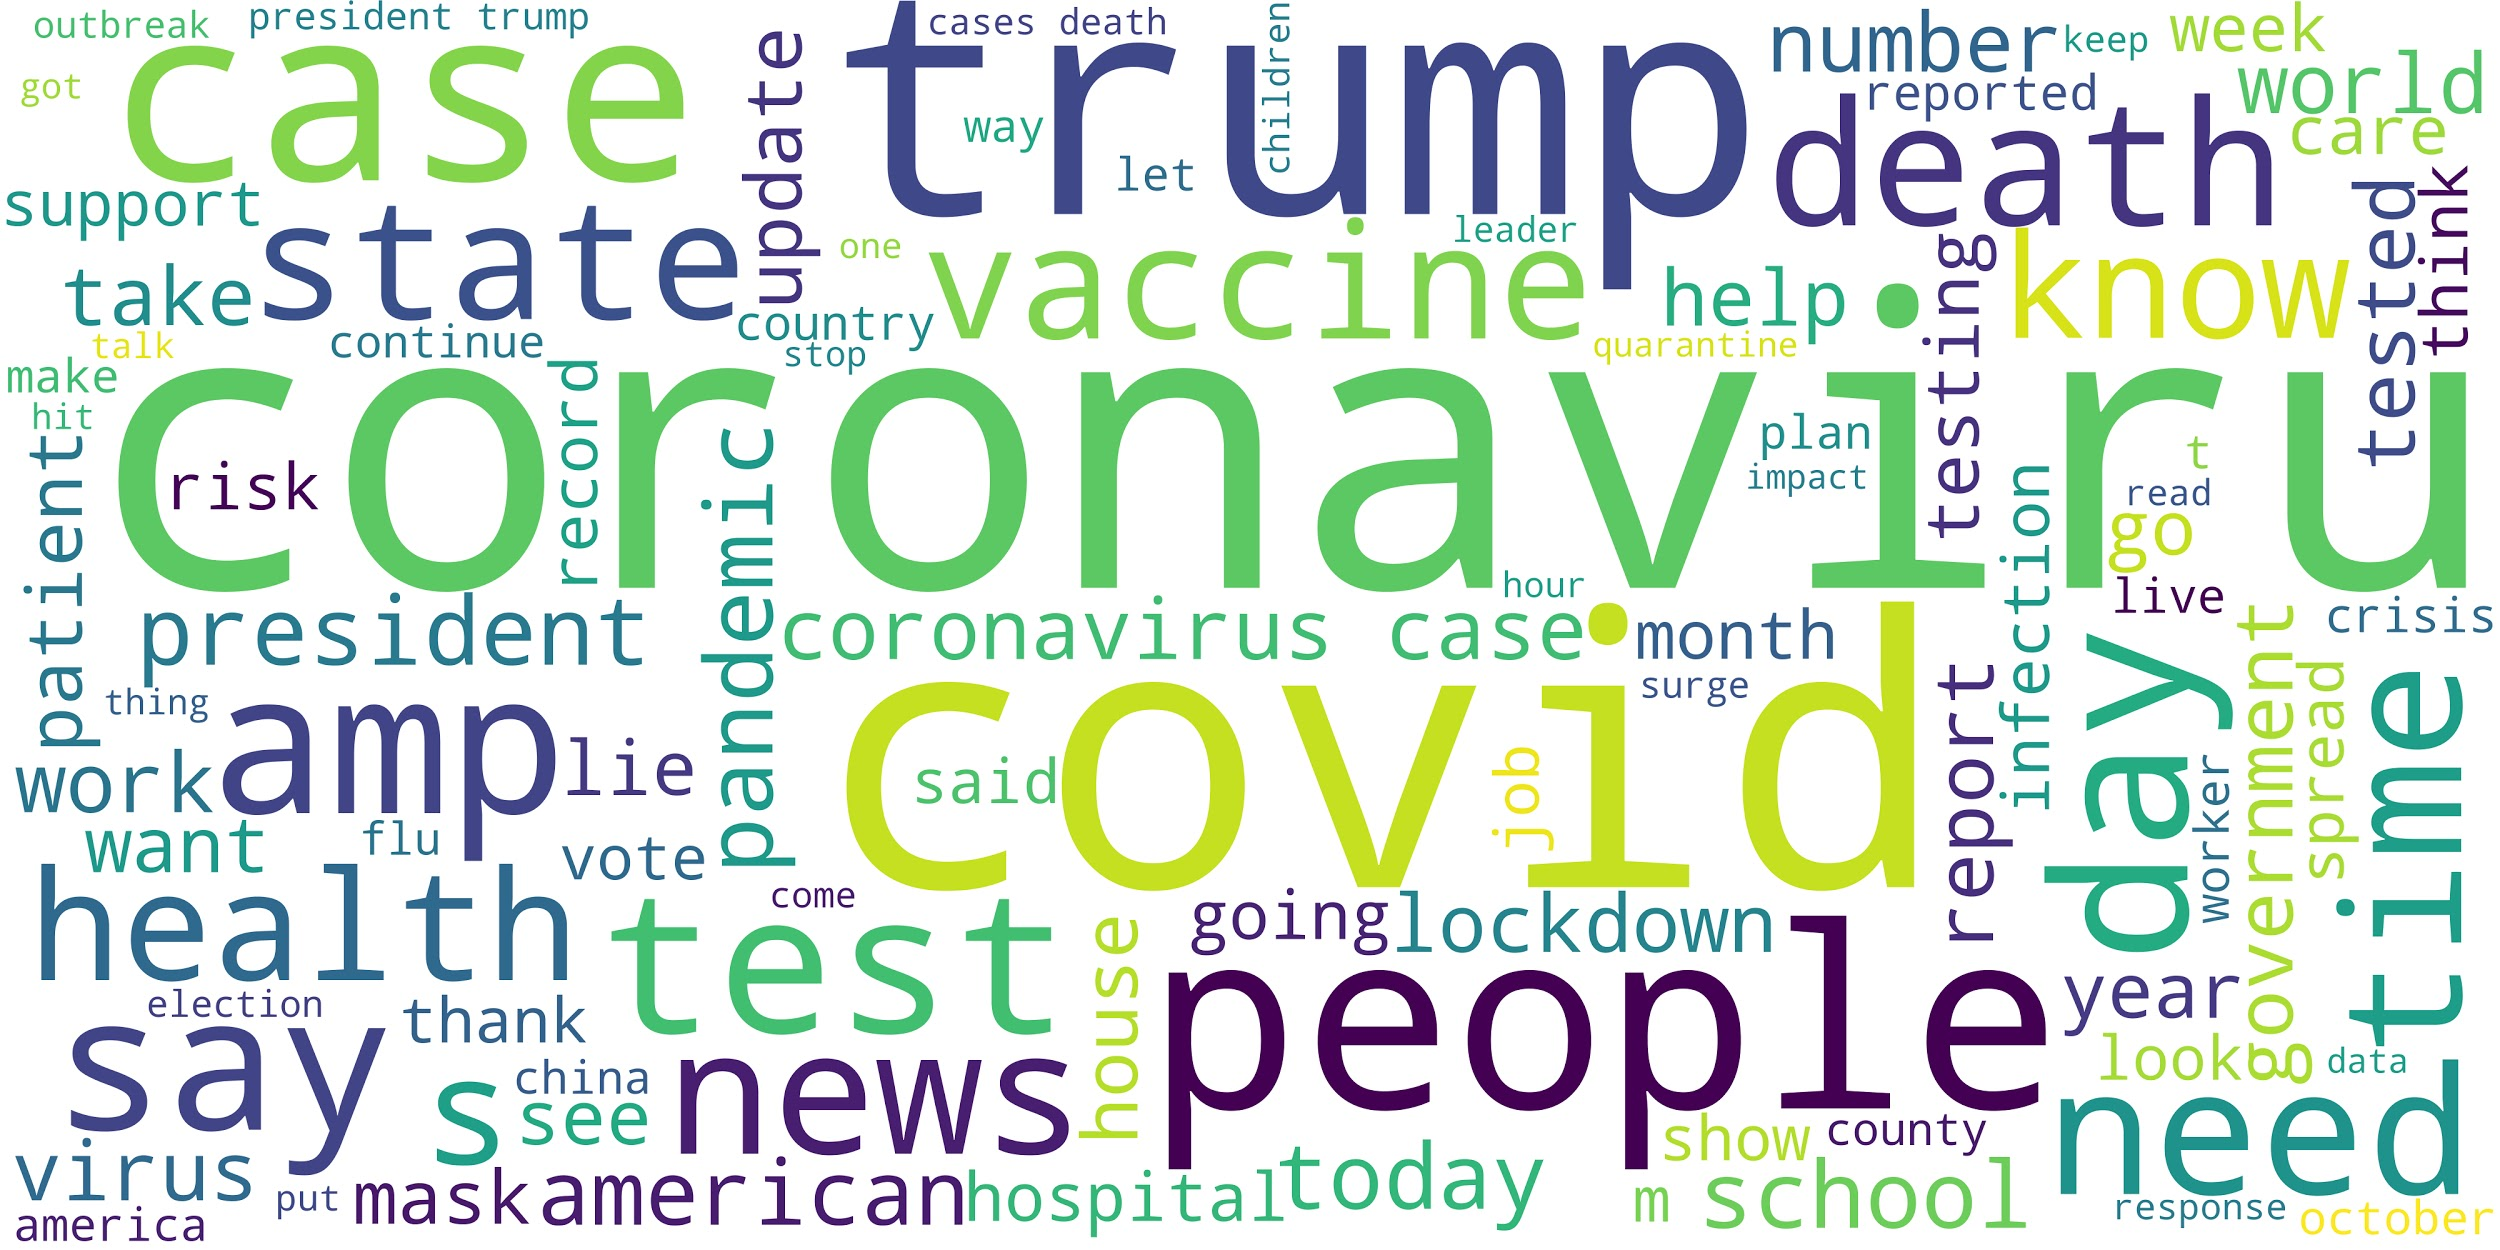 outbreak
president trump
cases death
children
number
keep
week
got
case
update
trump
way
let
reported
death
world
care
support
state
one
vaccine
leader
help
testing
know
tested
think
take
talk
continue
country
stop
quarantine
make
hit
coronaviru
patient
risk
record
pandemic
plan
impact
infection
t
read
go
live
hour
president
coronavirus case
month
surge
crisis
thing
amp
lie
covid
said
job
report
day
worker
government
spread
time
work
want
flu
vote
come
health
test
house
going
lockdown
people
year
election
thank
say
s
china
see
news
look
data
need
virus
put
mask
american
hospital
today
show
county
m
school
america
response
october